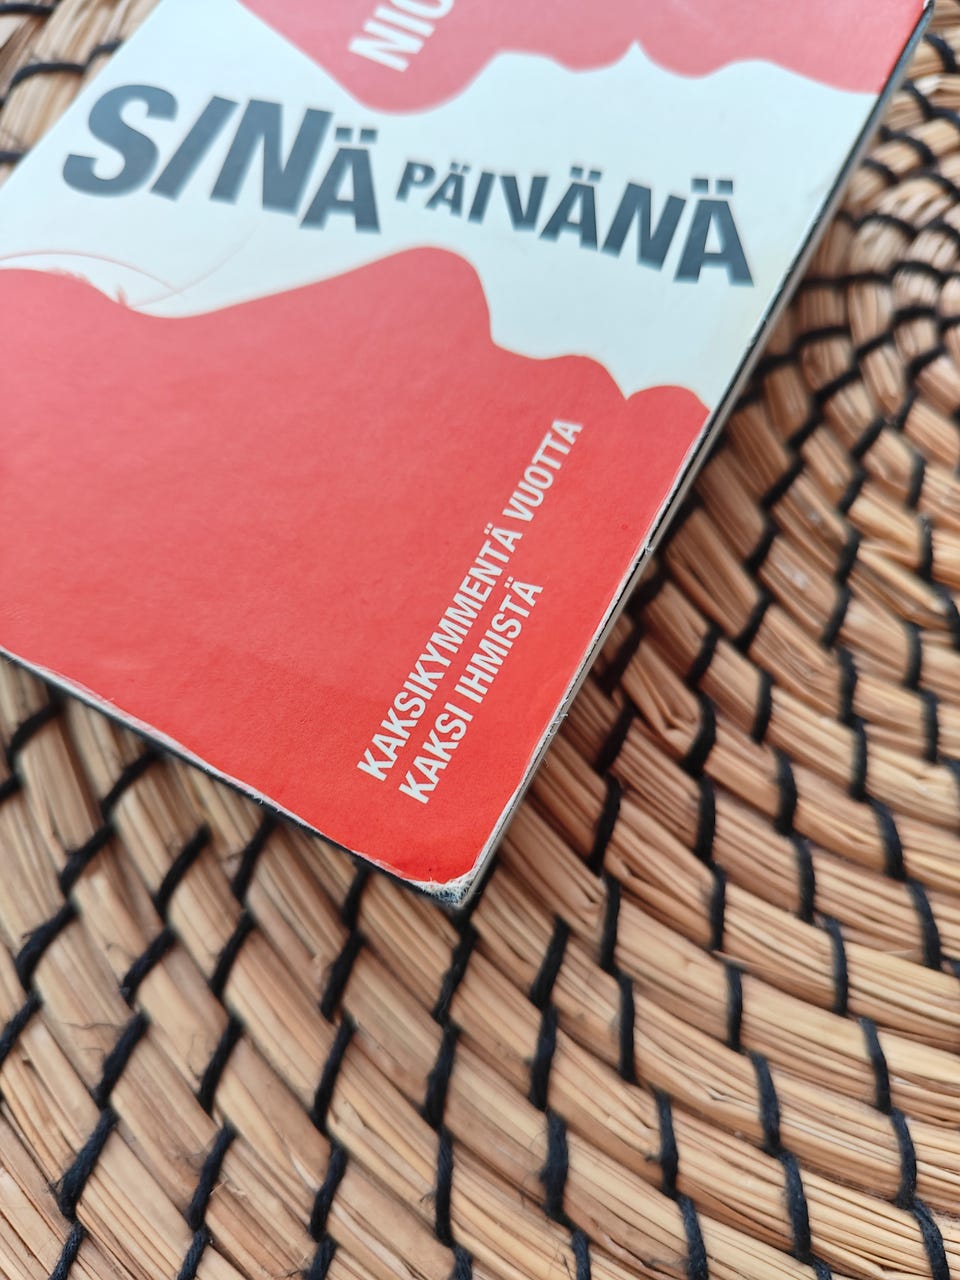 SINÄ PÄIVÄNÄ
KAKSIKYMMENTÄ VUOTTA
KAKSI IHMISTÄ